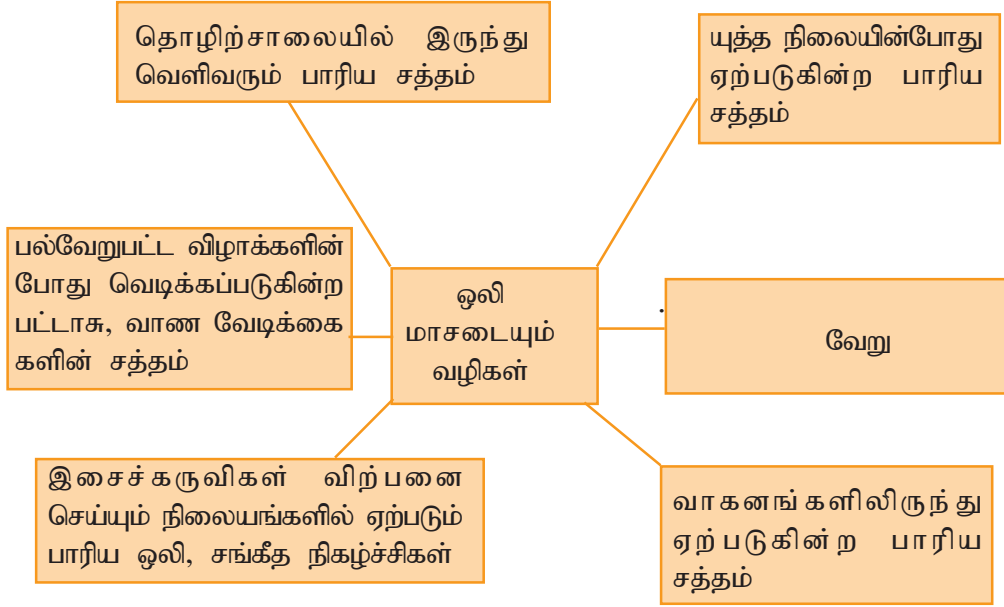 தொழிற்சாலையில் இருந்து
வெளிவரும் பாரிய சத்தம்
யுத்த நிலையின்போது
ஏற்படுகின்ற பாரிய
சத்தம்
பல்வேறுபட்ட விழாக்களின்
போது வெடிக்கப்படுகின்ற
பட்டாசு, வாண வேடிக்கை
களின் சத்தம்
ஒலி
மாசடையும்
வழிகள்
வேறு
இசைச்கருவிகள் விற்பனை
செய்யும் நிலையங்களில் ஏற்படும்
பாரிய ஒலி, சங்கீத நிகழ்ச்சிகள்
வாகனங்களிலிருந்து
ஏற்படுகின்ற பாரிய
சத்தம்